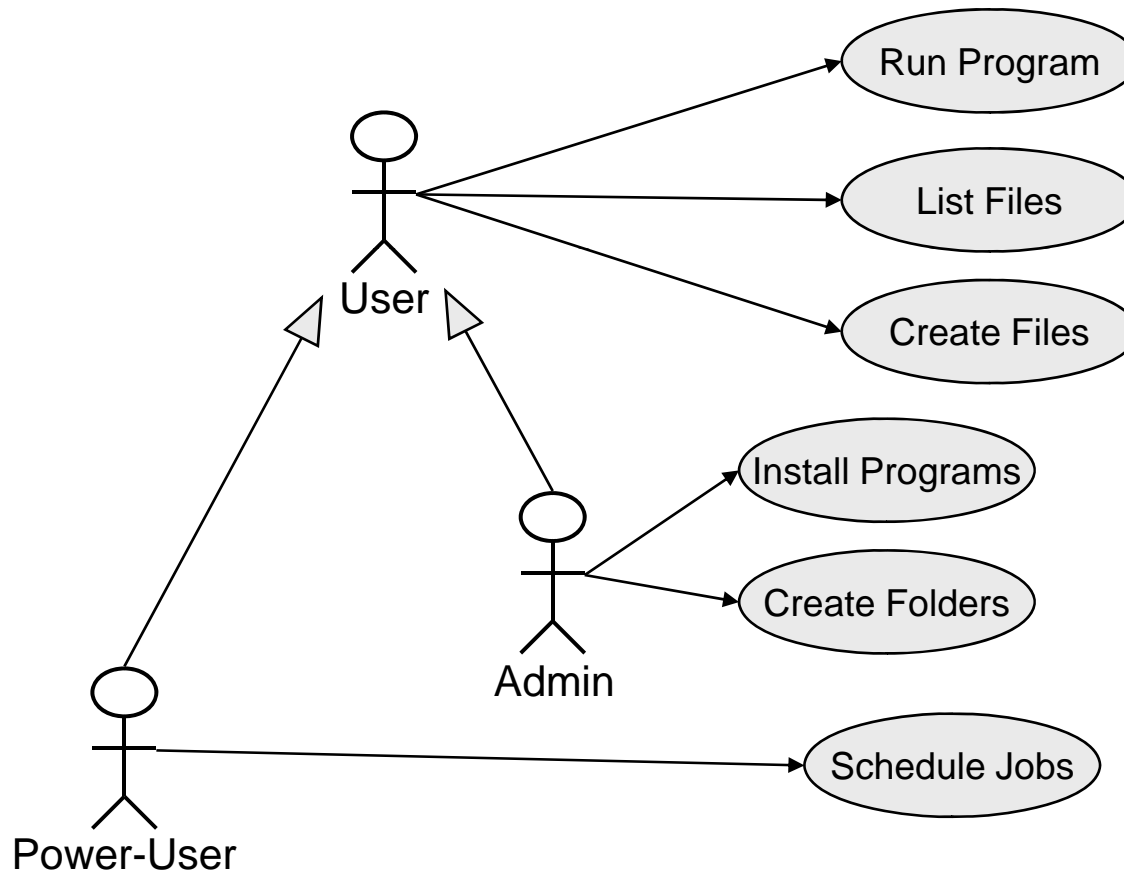 Run Program
List Files
User
Create Files
Install Programs
Create Folders
Admin
Schedule Jobs
Power-User